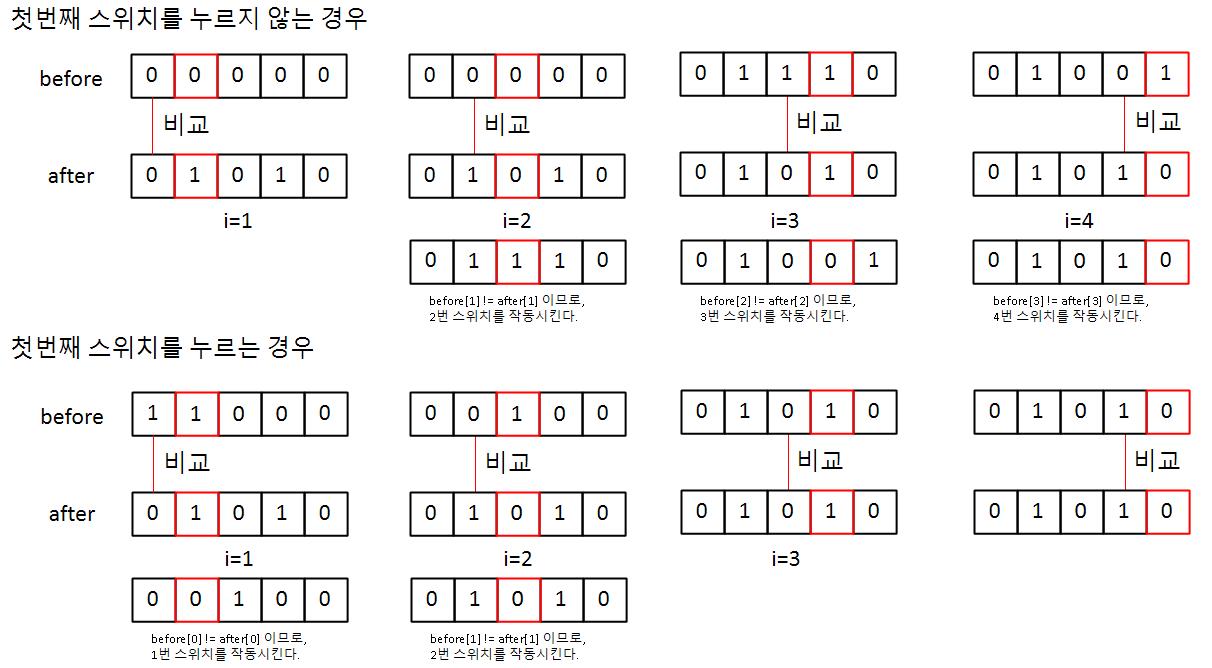 첫번째 스위치를 누르지 않는 경우
before 0 0 0 0 0 0 0 0 0 0 0 1 1 1 0 0 1 0 0 1
비교 비교 비교 비교
after 0 1 0 1 0 0 1 0 1 0 0 1 0 1 0 0 1 0 1 0
i=1 i=2 i=3 i=4
0 1 1 1 0 0 1 0 0 1 0 1 0 1 0
before[1] != after[1] 이므로, before[2] != after[2] 이므로, before[3] != after[3] 이므로,
2번 스위치를 작동시킨다. 3번 스위치를 작동시킨다. 4번 스위치를 작동시킨다.
첫번째 스위치를 누르는 경우
before 1 1 0 0 0 0 0 1 0 0 0 1 0 1 0 0 1 0 1 0
비교 비교 비교 비교
after 0 1 0 1 0 0 1 0 1 0 0 1 0 1 0 0 1 0 1 0
i=1 i=2 i=3
0 0 1 0 0 0 1 0 1 0
before[0] != after[0] 이므로, before[1] != after[1] 이므로,
1번 스위치를 작동시킨다. 2번 스위치를 작동시킨다.